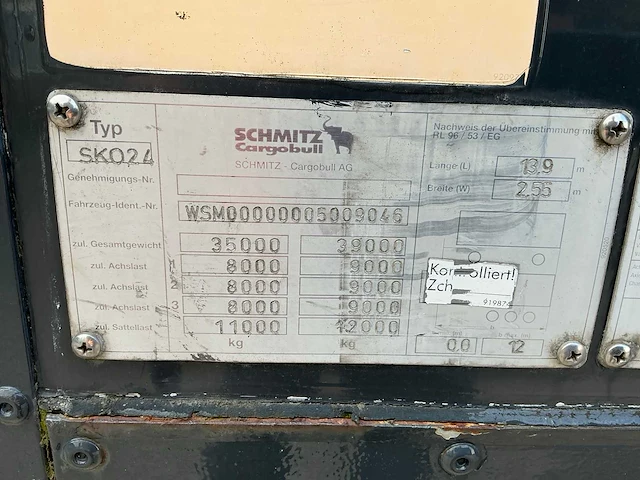 Typ
SKO24
SCHMITZ
Cargobull
SCHMITZ - Cargobull AG
Nachweis der Übereinstimmung mit
RL 96 / 53 / EG
Länge (L) 13,9 m
Breite (W) 2,55 m
Genehmigungs-Nr.
Fahrzeug-Ident.-Nr. WSM00000005009046
zul. Gesamtgewicht 35000 39000
zul. Achslast 1 8000 9000
zul. Achslast 2 8000 9000
zul. Achslast 3 8000 9000
zul. Sattellast 11000 12000
kg kg
Kontrolliert!
Zch.
91987
0.0 12